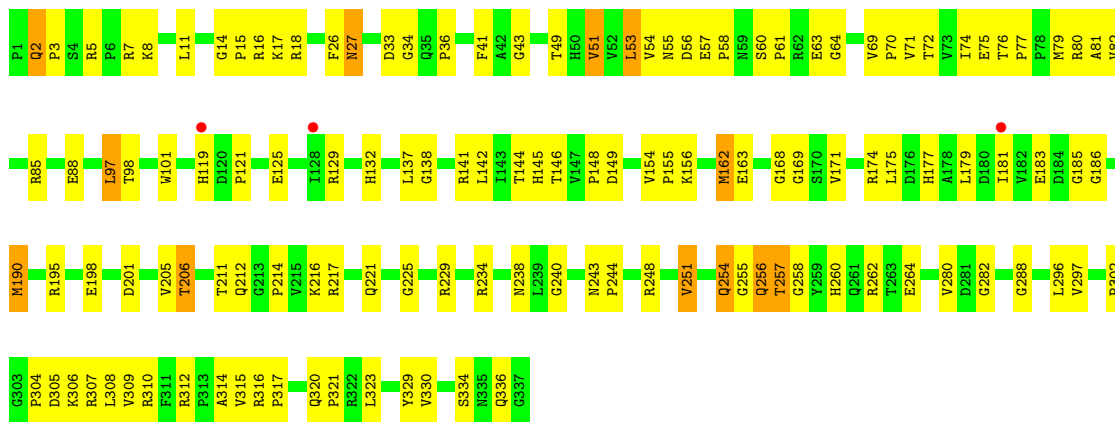 P1 Q2 P3 S4 R5 P6 R7 K8 L11 G14 P15 R16 K17 R18 F26 N27 D33 G34 Q35 P36 F41 A42 G43 T49 H50 V51 V52 L53 V54 N55 D56 E57 P58 N59 S60 P61 R62 E63 G64 V69 P70 V71 T72 V73 I74 E75 T76 P77 P78 M79 R80 A81
R85 E88 L97 T98 W101 H119 D120 P121 E125 I128 R129 H132 L137 G138 R141 L142 I143 T144 H145 T146 V147 P148 D149 V154 P155 K156 M162 E163 G168 G169 S170 V171 R174 L175 D176 H177 A178 L179 D180 I181 V182 E183 D184 G185 G186
M190 R195 E198 D201 V205 T206 T211 Q212 G213 P214 V215 K216 R217 Q221 G225 R229 R234 N238 L239 G240 N243 P244 R248 V251 Q254 G255 Q256 T257 G258 Y259 H260 Q261 R262 T263 E264 V280 D281 G282 G288 L296 V297
G303 P304 D305 K306 R307 L308 V309 R310 F311 R312 P313 A314 V315 R316 P317 Q320 P321 R322 L323 Y329 V330 S334 N335 Q336 G337